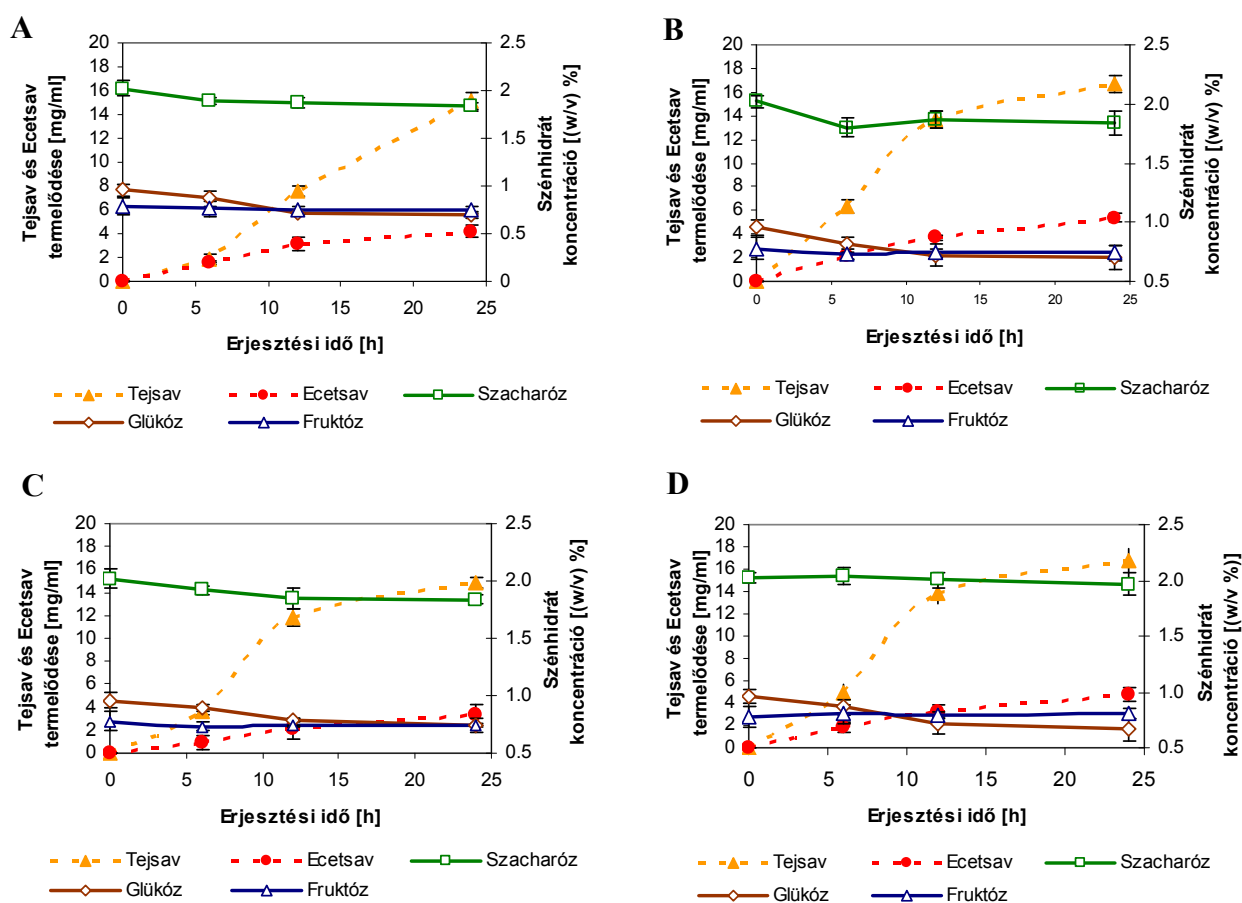 A
Tejsav és Ecetsav
termelődése [mg/ml]
20
18
16
14
12
10
8
6
4
2
0
2.5
2
1.5
1
0.5
0
Szénhidrát
koncentráció [(w/v) %]
0 5 10 15 20 25
Erjesztési idő [h]
Tejsav Ecetsav Szacharóz
Glükóz Fruktóz
B
Tejsav és Ecetsav
termelődése [mg/ml]
20
18
16
14
12
10
8
6
4
2
0
2.5
2.0
1.5
1.0
0.5
Szénhidrát
koncentráció [(w/v) %]
0 5 10 15 20 25
Erjesztési idő [h]
Tejsav Ecetsav Szacharóz
Glükóz Fruktóz
C
Tejsav és Ecetsav
termelődése [mg/ml]
20
18
16
14
12
10
8
6
4
2
0
2.5
2.0
1.5
1.0
0.5
Szénhidrát
koncentráció [(w/v) %]
0 5 10 15 20 25
Erjesztési idő [h]
Tejsav Ecetsav Szacharóz
Glükóz Fruktóz
D
Tejsav és Ecetsav
termelődése [mg/ml]
20
18
16
14
12
10
8
6
4
2
0
2.5
2.0
1.5
1.0
0.5
Szénhidrát
koncentráció [(w/v %)]
0 5 10 15 20 25
Erjesztési idő [h]
Tejsav Ecetsav Szacharóz
Glükóz Fruktóz